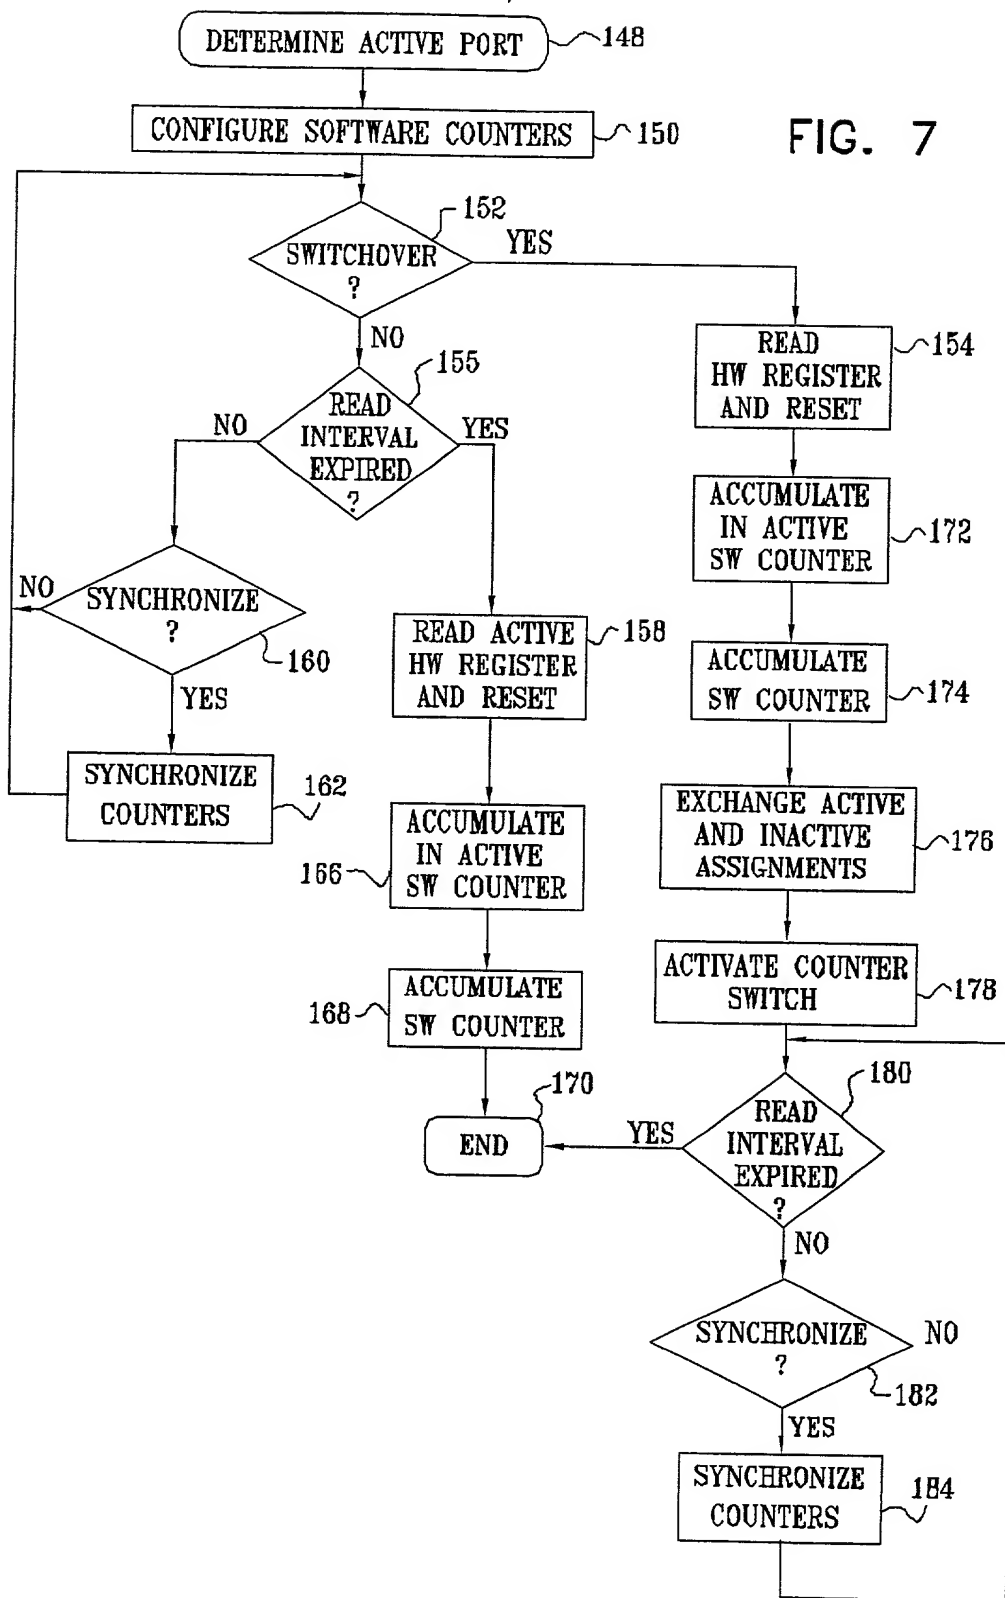 DETERMINE ACTIVE PORT
148
CONFIGURE SOFTWARE COUNTERS
150
FIG. 7
152
SWITCHOVER
?
YES
NO
READ
HW REGISTER
AND RESET
154
155
READ
INTERVAL
EXPIRED
?
NO
YES
ACCUMULATE
IN ACTIVE
SW COUNTER
172
SYNCHRONIZE
?
NO
160
YES
READ ACTIVE
HW REGISTER
AND RESET
158
ACCUMULATE
SW COUNTER
174
SYNCHRONIZE
COUNTERS
162
ACCUMULATE
IN ACTIVE
SW COUNTER
166
EXCHANGE ACTIVE
AND INACTIVE
ASSIGNMENTS
176
ACCUMULATE
SW COUNTER
168
ACTIVATE COUNTER
SWITCH
178
170
END
180
READ
INTERVAL
EXPIRED
?
YES
NO
SYNCHRONIZE
?
NO
182
YES
SYNCHRONIZE
COUNTERS
184